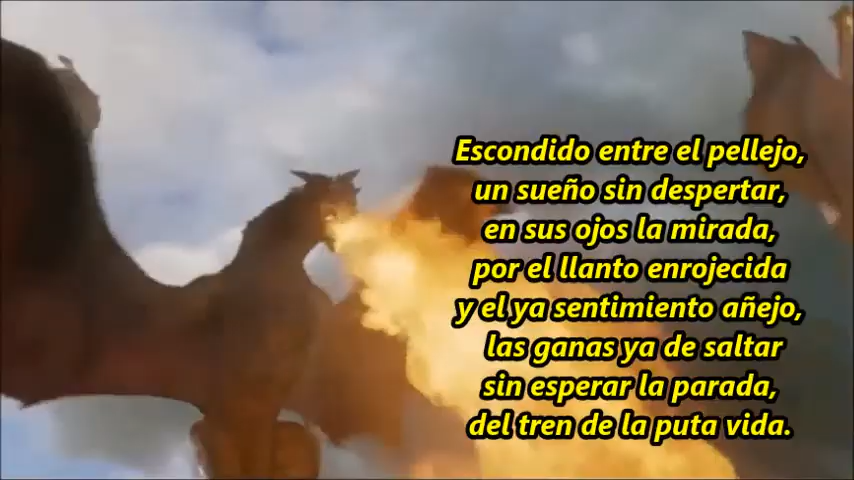 Escondido entre el pellejo,
un sueño sin despertar,
en sus ojos la mirada,
por el llanto enrojecida
y el ya sentimiento añejo,
las ganas ya de saltar
sin esperar la parada,
del tren de la puta vida.